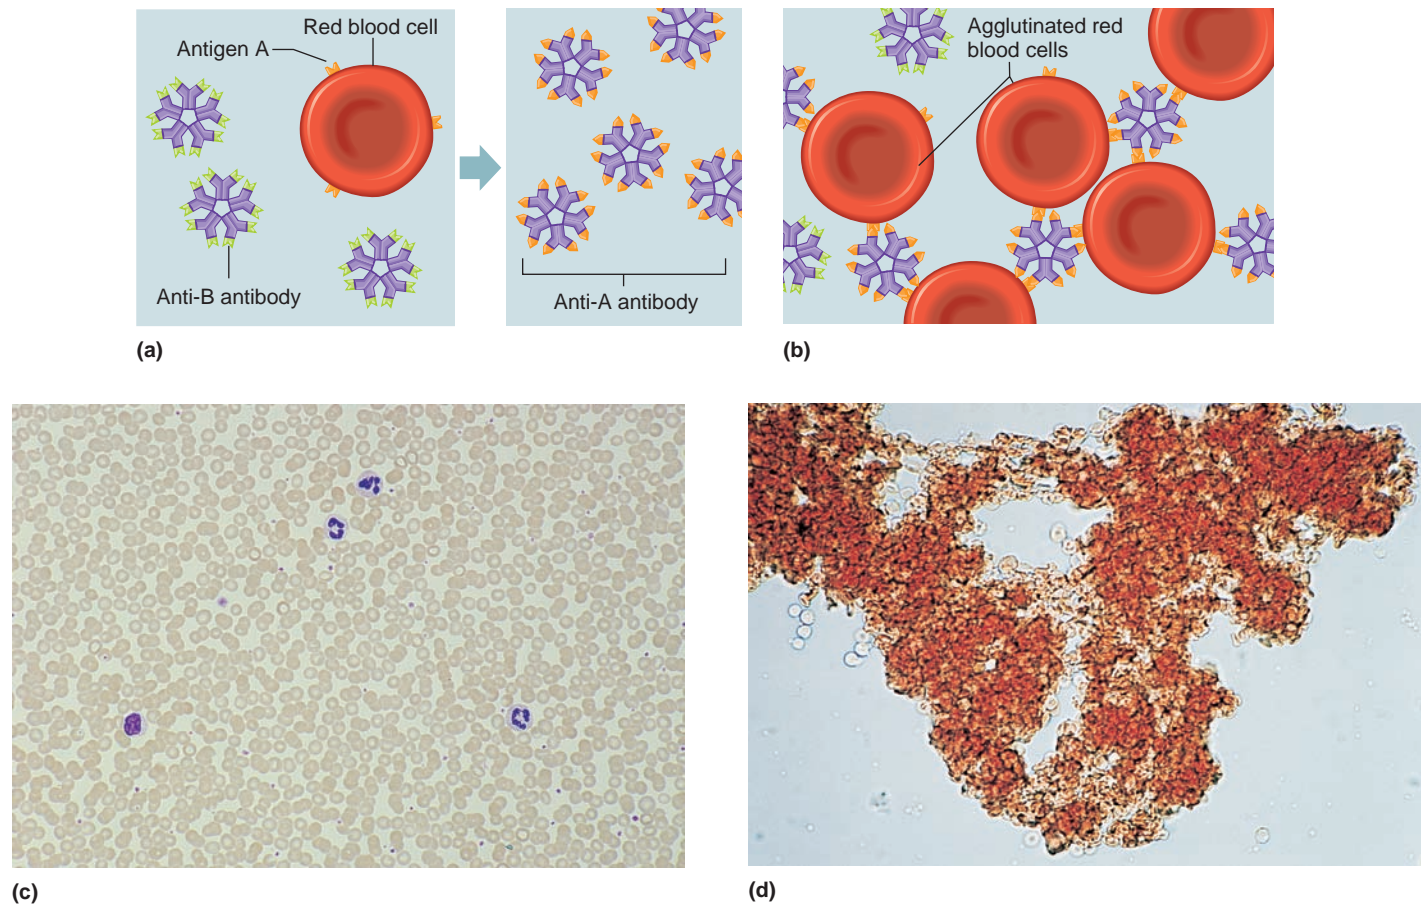 Red blood cell
Antigen A
Anti-B antibody
Anti-A antibody
(a)
Agglutinated red
blood cells
(b)
(c)
(d)